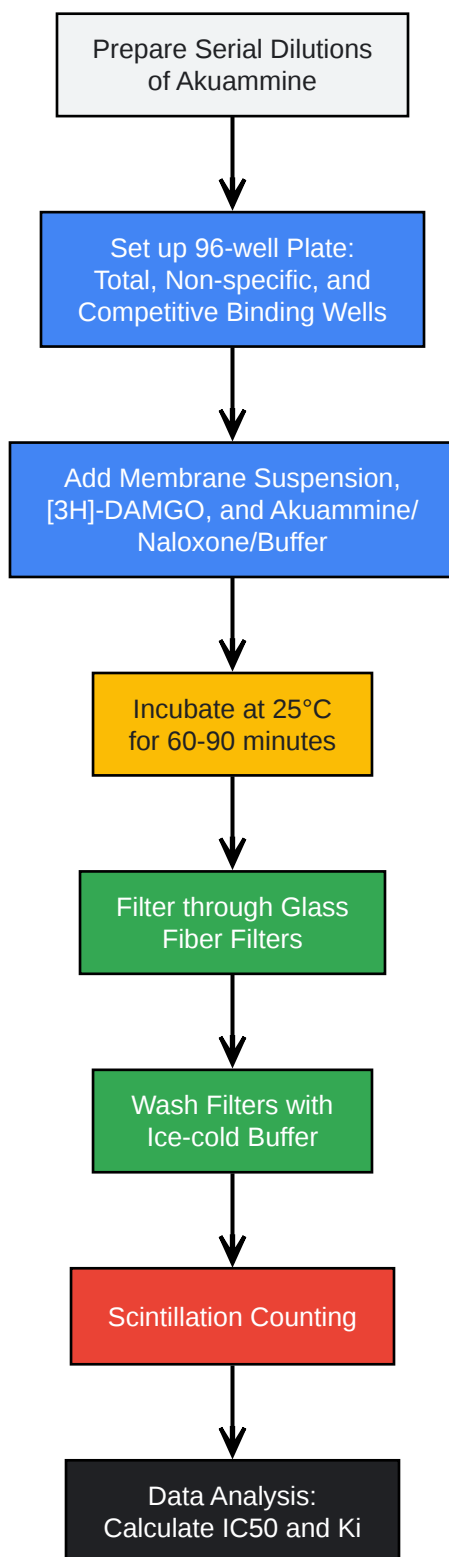 Prepare Serial Dilutions
of Akuammine
Set up 96-well Plate:
Total, Non-specific, and
Competitive Binding Wells
Add Membrane Suspension,
[3H]-DAMGO, and Akuammine/
Naloxone/Buffer
Incubate at 25°C
for 60-90 minutes
Filter through Glass
Fiber Filters
Wash Filters with
Ice-cold Buffer
Scintillation Counting
Data Analysis:
Calculate IC50 and Ki